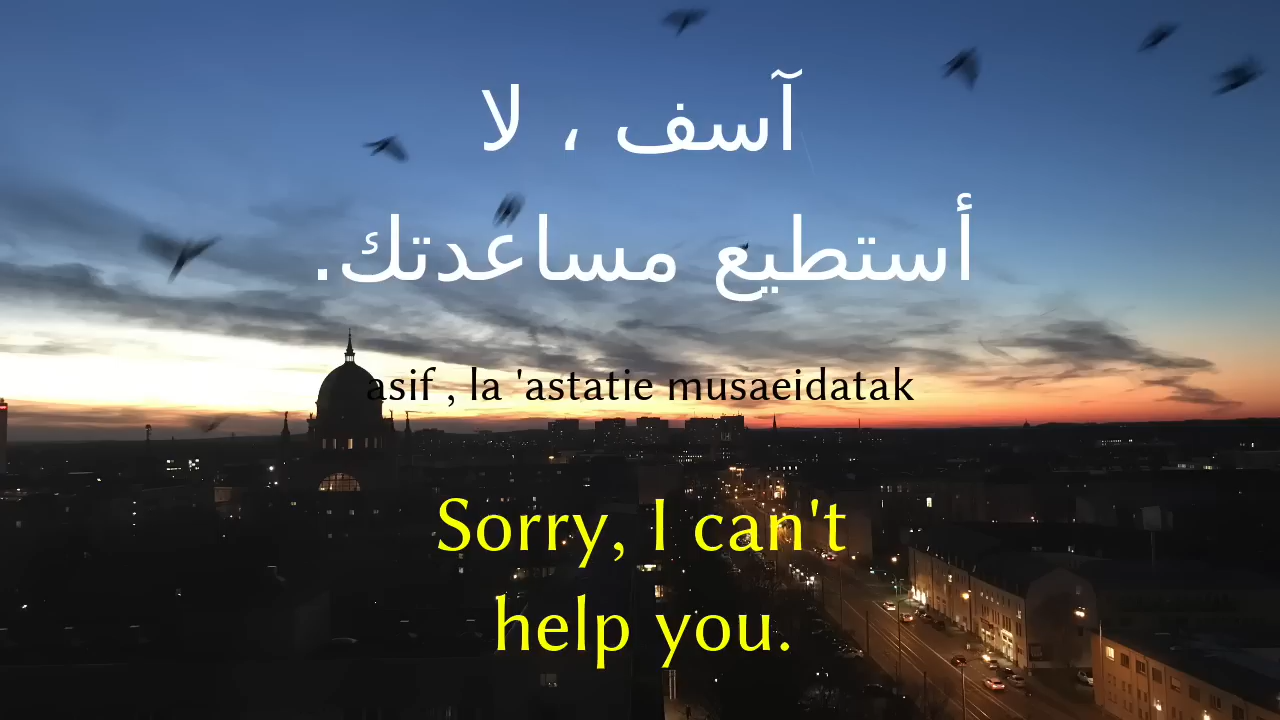 آسف ، لا
أستطيع مساعدتك.
asif , la 'astatie musaeidatak
Sorry, I can't
help you.